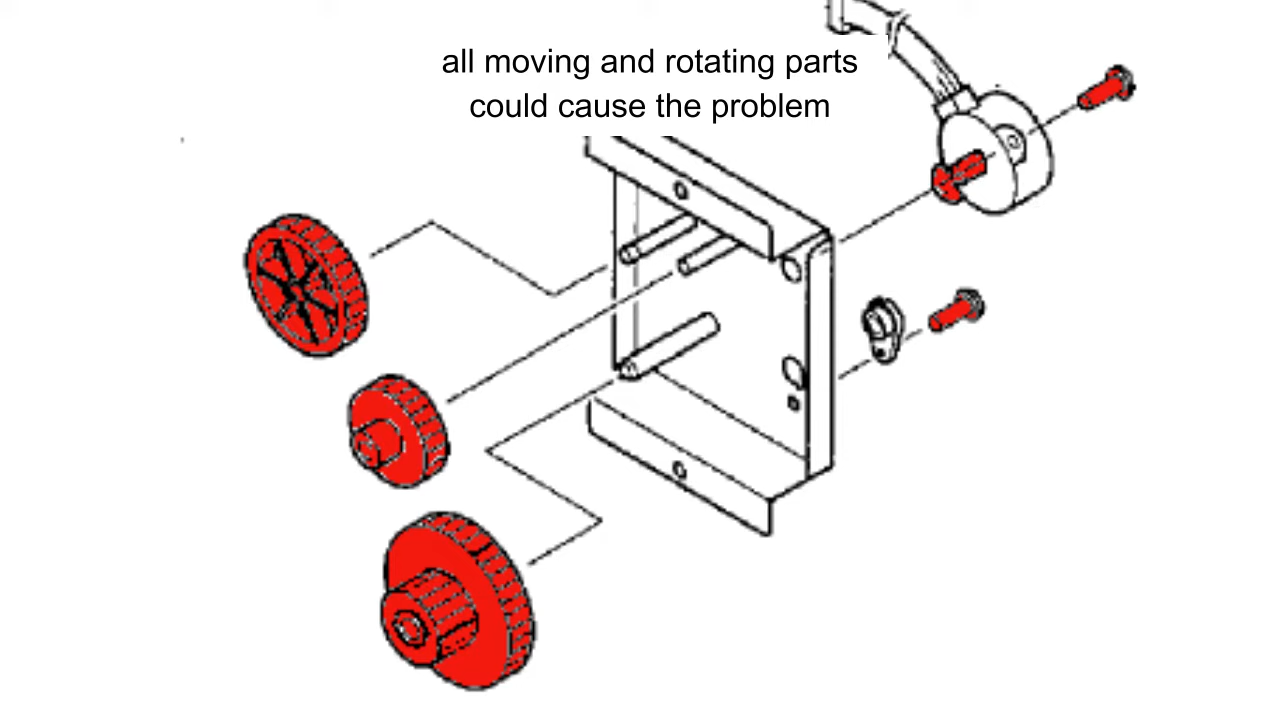 all moving and rotating parts
could cause the problem